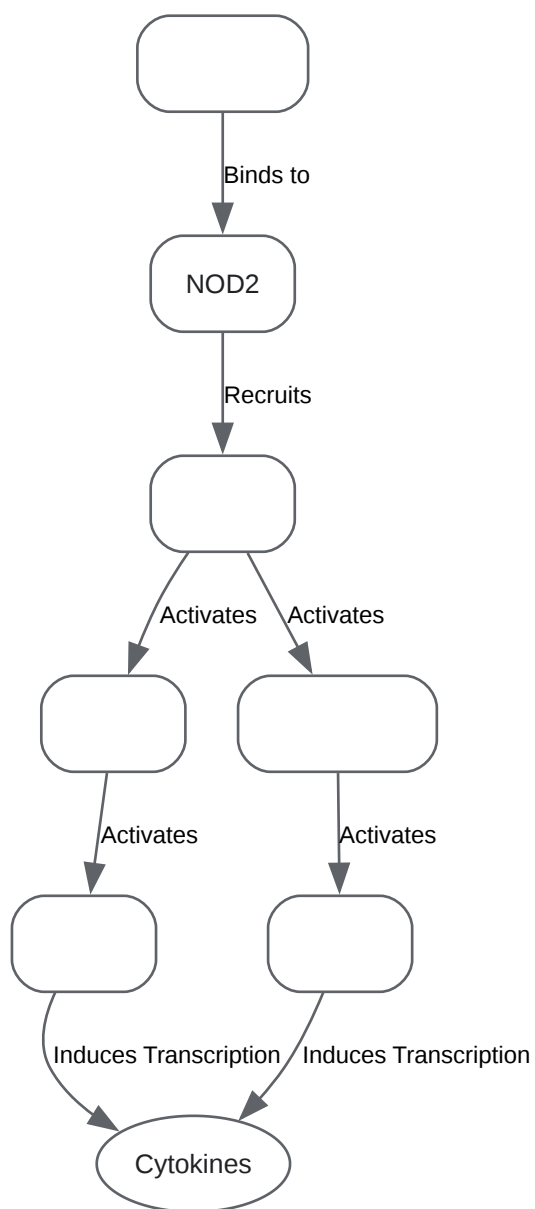 Binds to
NOD2
Recruits
Activates
Activates
Activates
Activates
Induces Transcription
Induces Transcription
Cytokines